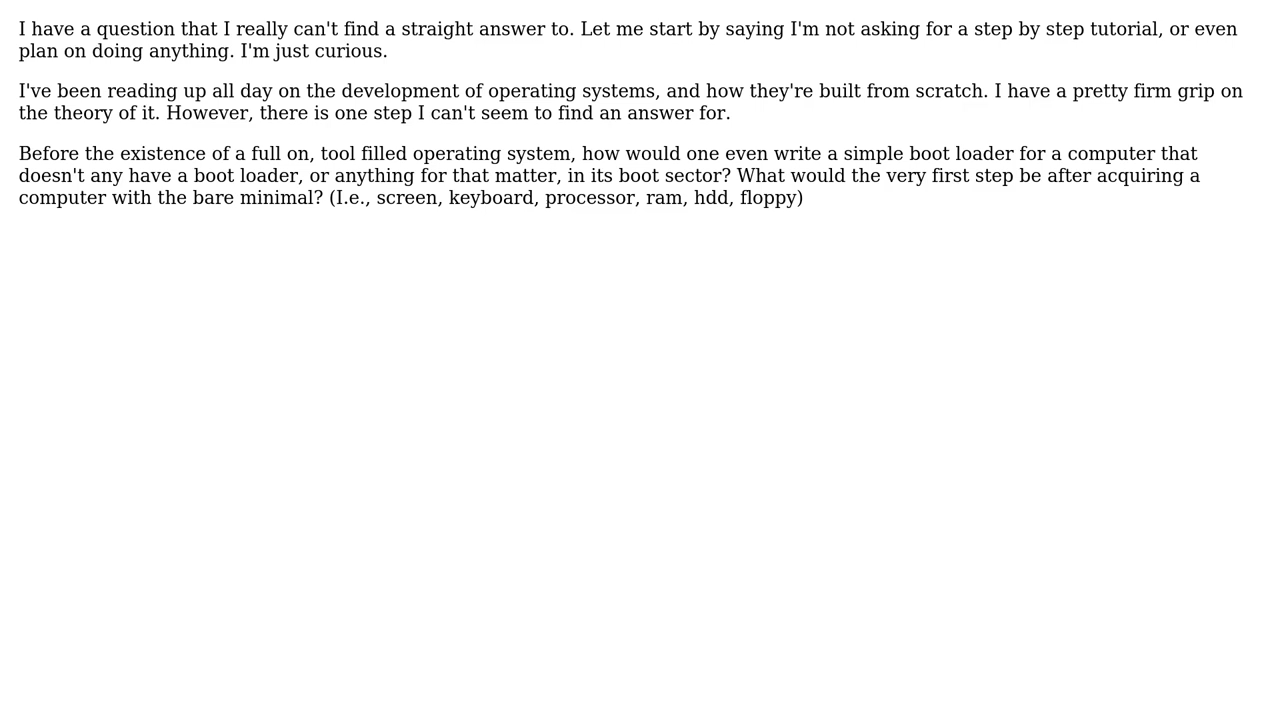 I have a question that I really can't find a straight answer to. Let me start by saying I'm not asking for a step by step tutorial, or even
plan on doing anything. I'm just curious.
I've been reading up all day on the development of operating systems, and how they're built from scratch. I have a pretty firm grip on
the theory of it. However, there is one step I can't seem to find an answer for.
Before the existence of a full on, tool filled operating system, how would one even write a simple boot loader for a computer that
doesn't any have a boot loader, or anything for that matter, in its boot sector? What would the very first step be after acquiring a
computer with the bare minimal? (I.e., screen, keyboard, processor, ram, hdd, floppy)